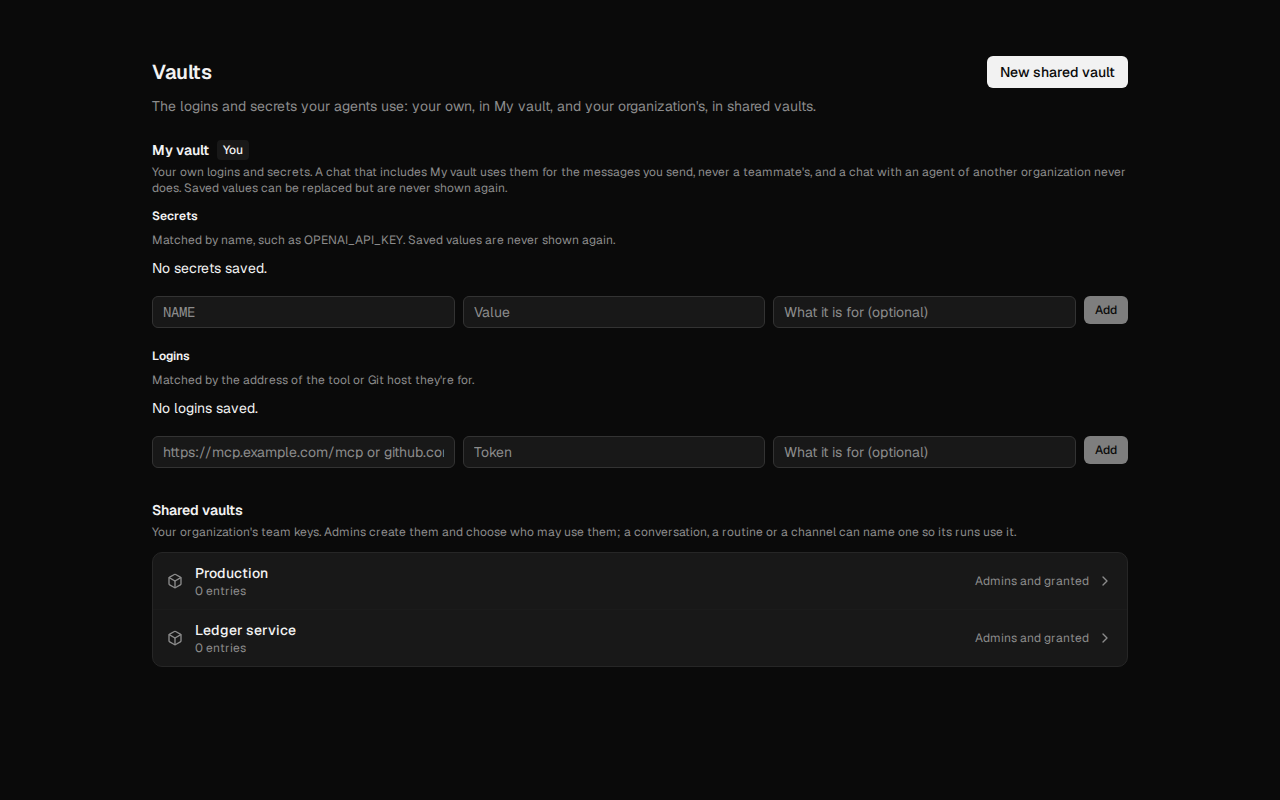 Vaults
New shared vault
The logins and secrets your agents use: your own, in My vault, and your organization's, in shared vaults.
My vault You
Your own logins and secrets. A chat that includes My vault uses them for the messages you send, never a teammate's, and a chat with an agent of another organization never
does. Saved values can be replaced but are never shown again.
Secrets
Matched by name, such as OPENAI_API_KEY. Saved values are never shown again.
No secrets saved.
NAME Value What it is for (optional) Add
Logins
Matched by the address of the tool or Git host they're for.
No logins saved.
https://mcp.example.com/mcp or github.co Token What it is for (optional) Add
Shared vaults
Your organization's team keys. Admins create them and choose who may use them; a conversation, a routine or a channel can name one so its runs use it.
Production
0 entries
Admins and granted
Ledger service
0 entries
Admins and granted